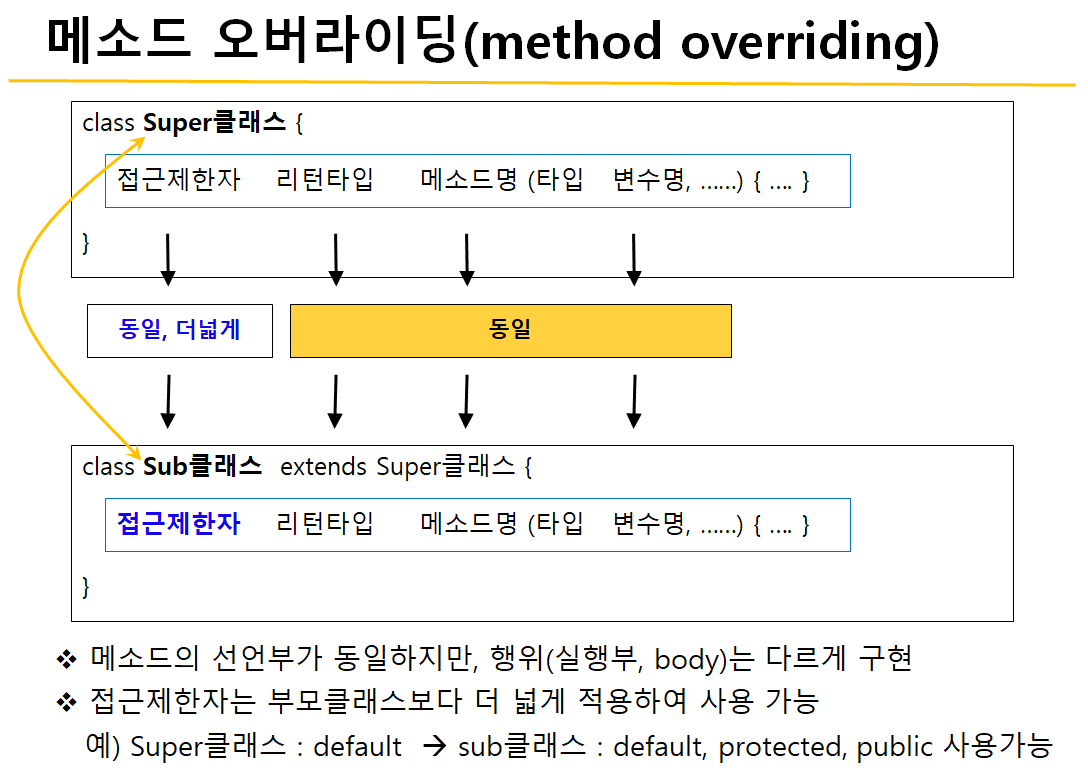 메소드 오버라이딩(method overriding)
class Super클래스 {
접근제한자 리턴타입 메소드명 (타입 변수명, ……) { …. }
}
동일, 더넓게 동일
class Sub클래스 extends Super클래스 {
접근제한자 리턴타입 메소드명 (타입 변수명, ……) { …. }
}
❖ 메소드의 선언부가 동일하지만, 행위(실행부, body)는 다르게 구현
❖ 접근제한자는 부모클래스보다 더 넓게 적용하여 사용 가능
예) Super클래스 : default → sub클래스 : default, protected, public 사용가능